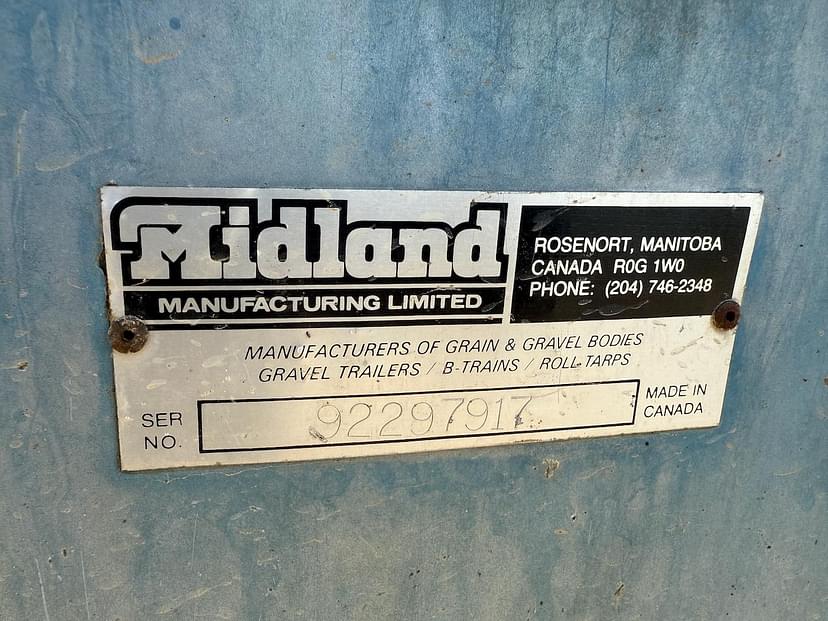 Midland
MANUFACTURING LIMITED
ROSENORT, MANITOBA
CANADA R0G 1W0
PHONE: (204) 746-2348
MANUFACTURERS OF GRAIN & GRAVEL BODIES
GRAVEL TRAILERS / B-TRAINS / ROLL-TARPS
SER
NO.
92297917
MADE IN
CANADA